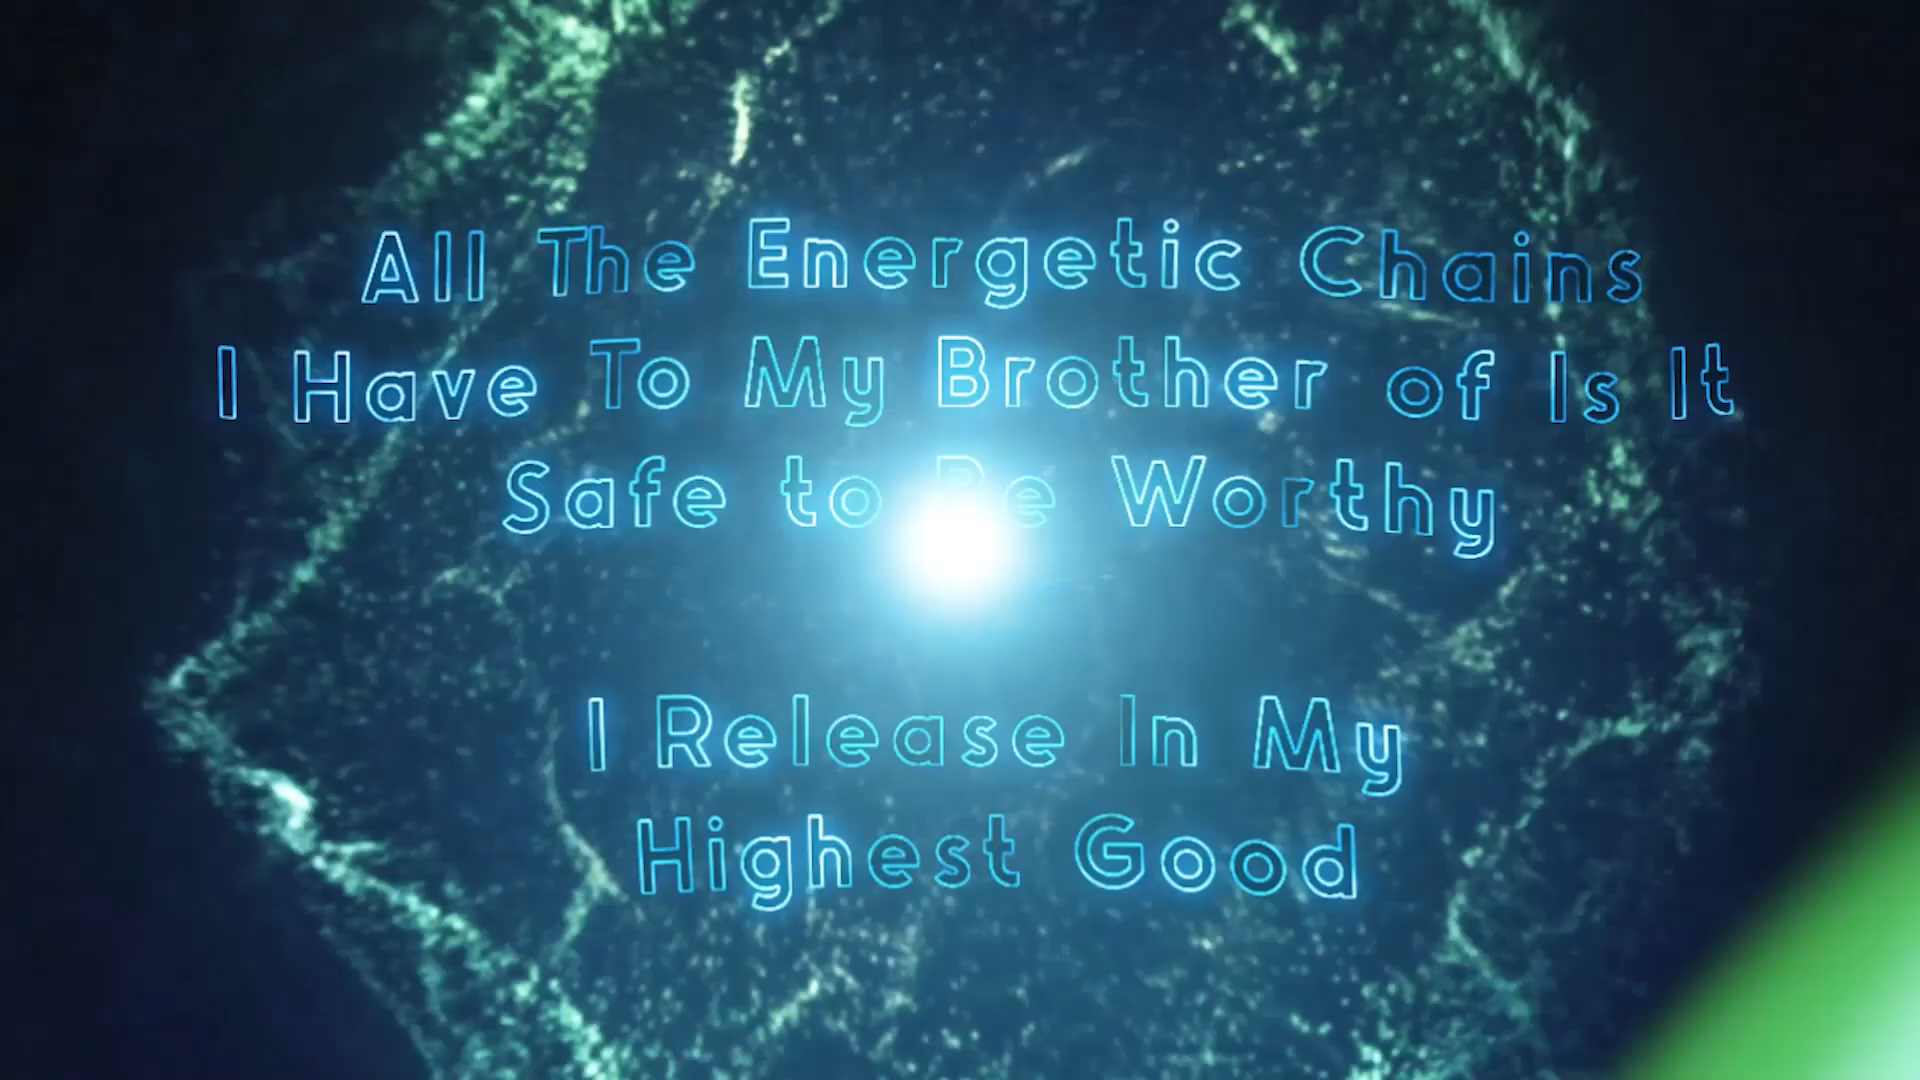 All The Energetic Chains
I Have To My Brother of Is It
Safe to Be Worthy
I Release In My
Highest Good